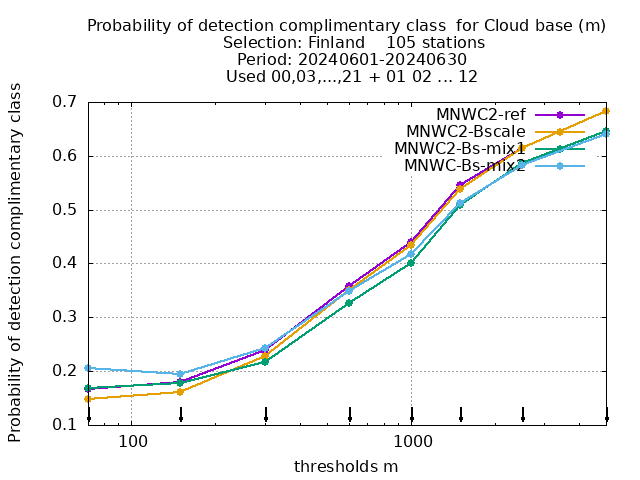 Probability of detection complimentary class  for Cloud base (m)
Selection: Finland    105 stations
Period: 20240601-20240630
Used 00,03,...,21 + 01 02 ... 12
Probability of detection complimentary class
0.7
0.6
0.5
0.4
0.3
0.2
0.1
MNWC2-ref
MNWC2-Bscale
MNWC2-Bs-mix1
MNWC-Bs-mix2
100
1000
thresholds m